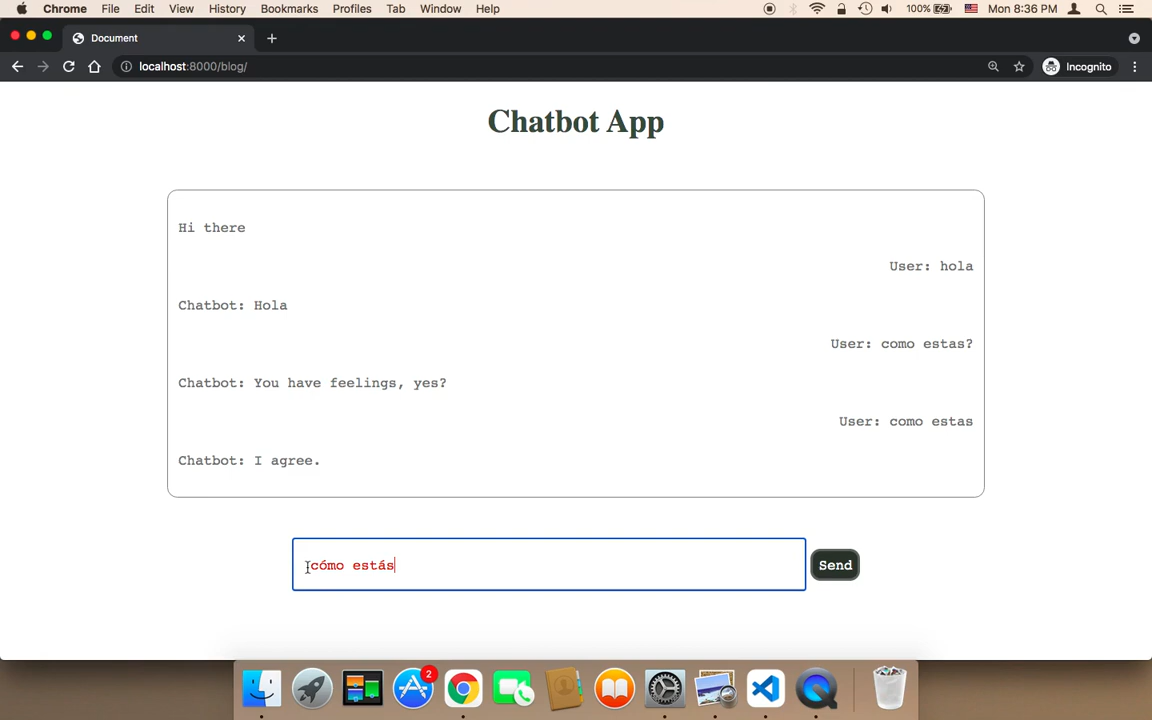 Chrome File Edit View History Bookmarks Profiles Tab Window Help 100% Mon 8:36 PM
Document
localhost:8000/blog/ Incognito
Chatbot App
Hi there
User: hola
Chatbot: Hola
User: como estas?
Chatbot: You have feelings, yes?
User: como estas
Chatbot: I agree.
cómo estás Send
2